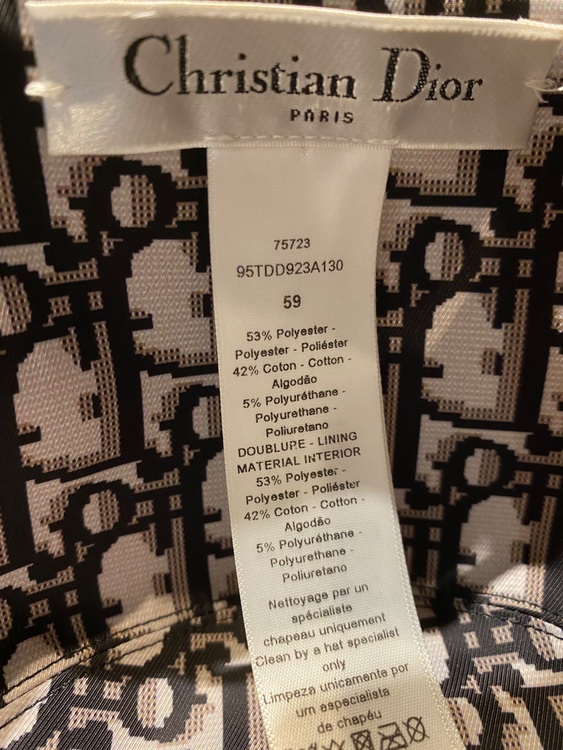 Christian Dior
PARIS
75723
95TDD923A130
59
53% Polyester -
Polyester - Poliéster
42% Coton - Cotton -
Algodão
5% Polyuréthane -
Polyurethane -
Poliuretano
DOUBLURE - LINING
MATERIAL INTERIOR
53% Polyester -
Polyester - Poliéster
42% Coton - Cotton -
Algodão
5% Polyuréthane -
Polyurethane -
Poliuretano
Nettoyage par un
spécialiste
chapeau uniquement
Clean by a hat specialist
only
Limpeza unicamente por
um especialista
de chapéu